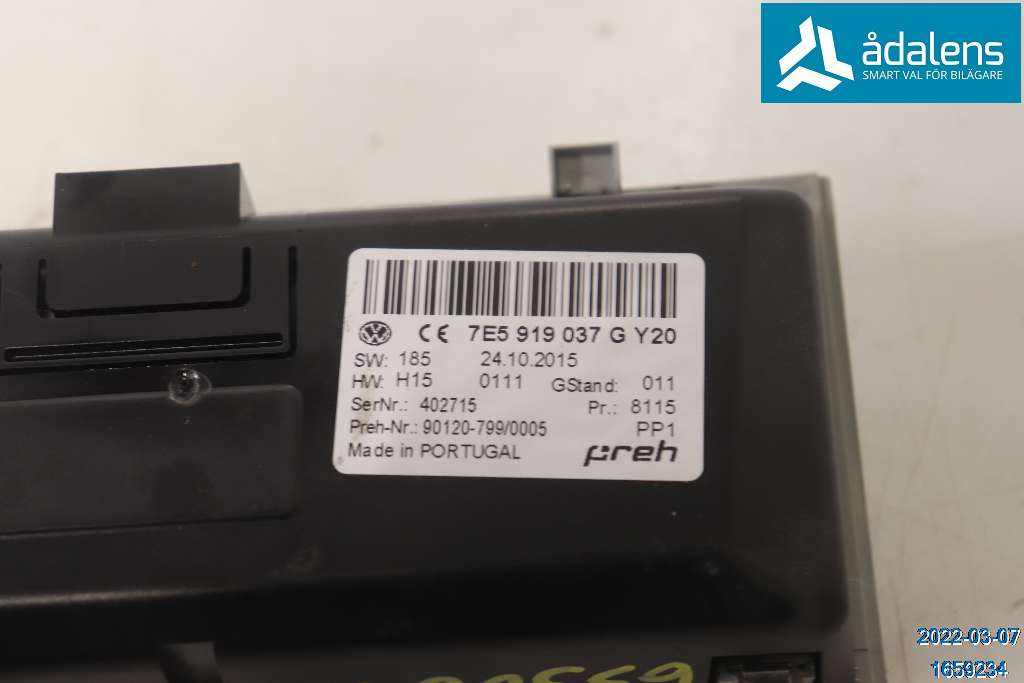 ådalens
SMART VAL FÖR BILÄGARE
7E5 919 037 G Y20
SW: 185 24.10.2015
HW: H15 0111 GStand: 011
SerNr.: 402715 Pr.: 8115
Preh-Nr.: 90120-799/0005 PP1
Made in PORTUGAL preh
2022-03-07
1659234